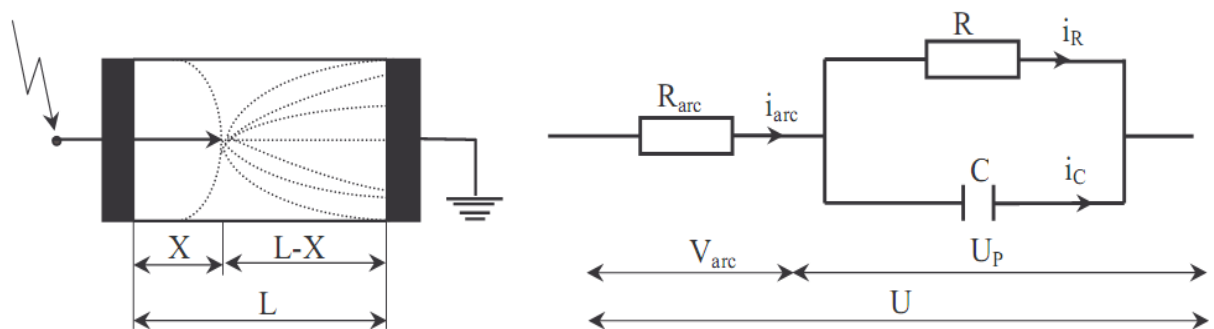 X
L-X
L
R
i_R
R_arc
i_arc
C
i_C
V_arc
U_P
U